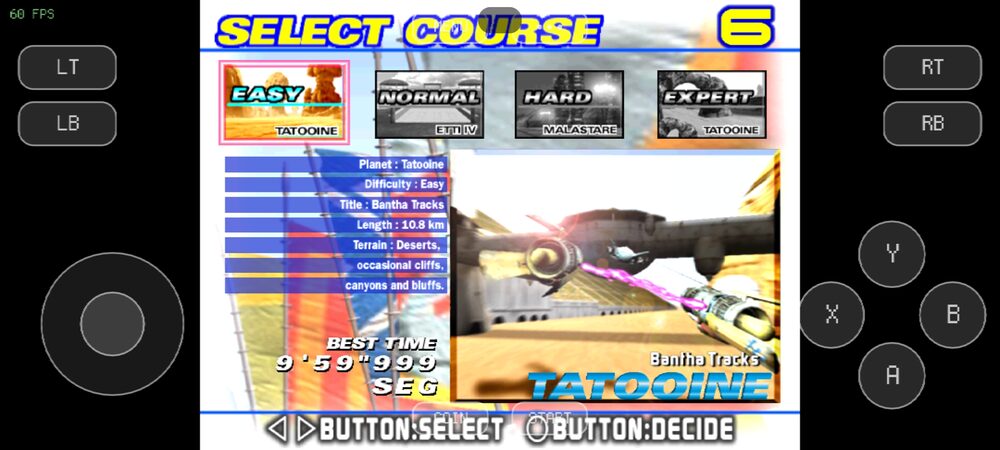 60 FPS
SELECT COURSE
6
LT
LB
RT
RB
EASY
TATOOINE
NORMAL
ETTI IV
HARD
MALASTARE
EXPERT
TATOOINE
Planet : Tatooine
Difficulty : Easy
Title : Bantha Tracks
Length : 10.8 km
Terrain : Deserts,
occasional cliffs,
canyons and bluffs.
BEST TIME
9'59"999
SEG
Bantha Tracks
TATOOINE
Y
X
B
A
COIN
START
BUTTON:SELECT
BUTTON:DECIDE